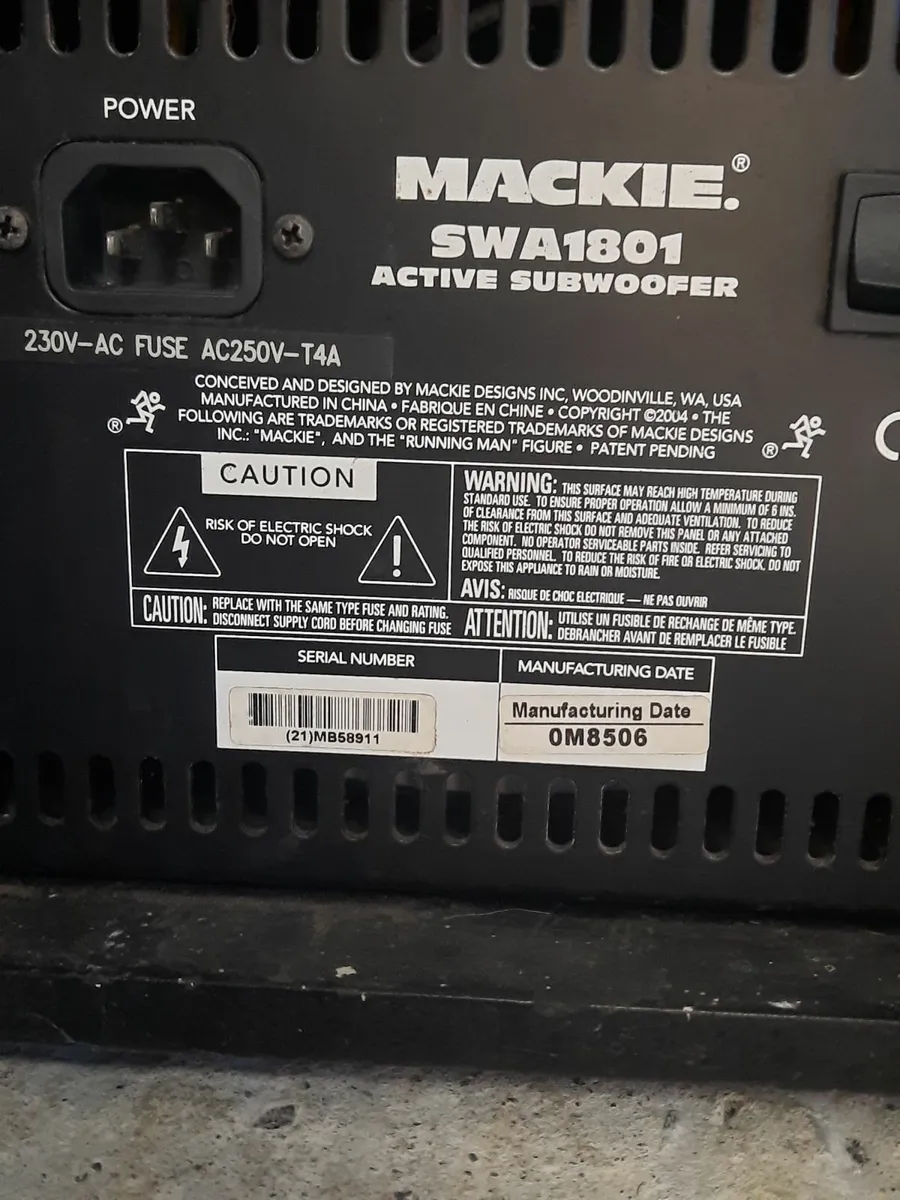 POWER
MACKIE.®
SWA1801
ACTIVE SUBWOOFER
230V-AC FUSE AC250V-T4A
CONCEIVED AND DESIGNED BY MACKIE DESIGNS INC, WOODINVILLE, WA, USA
MANUFACTURED IN CHINA • FABRIQUE EN CHINE • COPYRIGHT ©2004 • THE
FOLLOWING ARE TRADEMARKS OR REGISTERED TRADEMARKS OF MACKIE DESIGNS
INC.: "MACKIE", AND THE "RUNNING MAN" FIGURE • PATENT PENDING
®
®
CAUTION
RISK OF ELECTRIC SHOCK
DO NOT OPEN
WARNING: THIS SURFACE MAY REACH HIGH TEMPERATURE DURING
STANDARD USE. TO ENSURE PROPER OPERATION ALLOW A MINIMUM OF 6 INS.
OF CLEARANCE FROM THIS SURFACE AND ADEQUATE VENTILATION. TO REDUCE
THE RISK OF ELECTRIC SHOCK DO NOT REMOVE THIS PANEL OR ANY ATTACHED
COMPONENT. NO OPERATOR SERVICEABLE PARTS INSIDE. REFER SERVICING TO
QUALIFIED PERSONNEL. TO REDUCE THE RISK OF FIRE OR ELECTRIC SHOCK, DO NOT
EXPOSE THIS APPLIANCE TO RAIN OR MOISTURE.
AVIS: RISQUE DE CHOC ELECTRIQUE — NE PAS OUVRIR
CAUTION: REPLACE WITH THE SAME TYPE FUSE AND RATING.
DISCONNECT SUPPLY CORD BEFORE CHANGING FUSE
ATTENTION: UTILISE UN FUSIBLE DE RECHANGE DE MÊME TYPE.
DEBRANCHER AVANT DE REMPLACER LE FUSIBLE
SERIAL NUMBER
(21)MB58911
MANUFACTURING DATE
Manufacturing Date
0M8506